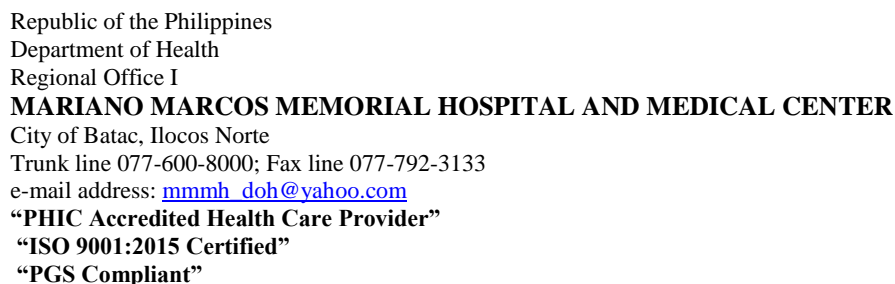 Republic of the Philippines
Department of Health
Regional Office I
MARIANO MARCOS MEMORIAL HOSPITAL AND MEDICAL CENTER
City of Batac, Ilocos Norte
Trunk line 077-600-8000; Fax line 077-792-3133
e-mail address: mmmh_doh@yahoo.com
“PHIC Accredited Health Care Provider”
“ISO 9001:2015 Certified”
“PGS Compliant”